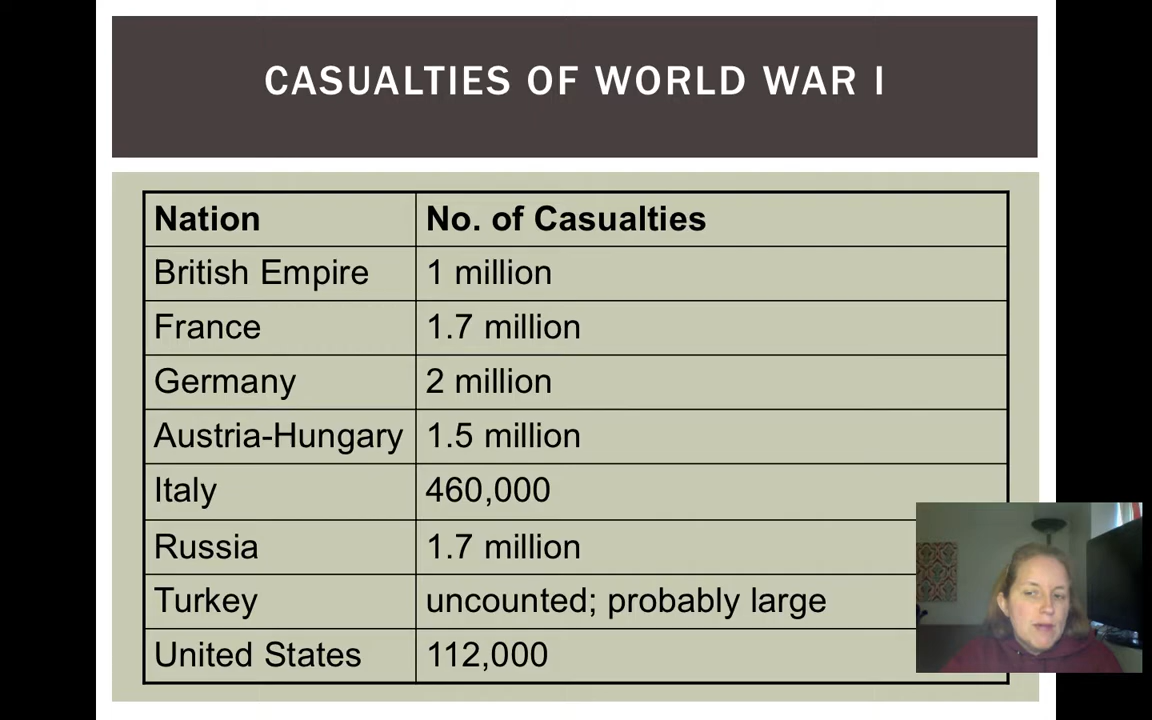 CASUALTIES OF WORLD WAR I
Nation No. of Casualties
British Empire 1 million
France 1.7 million
Germany 2 million
Austria-Hungary 1.5 million
Italy 460,000
Russia 1.7 million
Turkey uncounted; probably large
United States 112,000